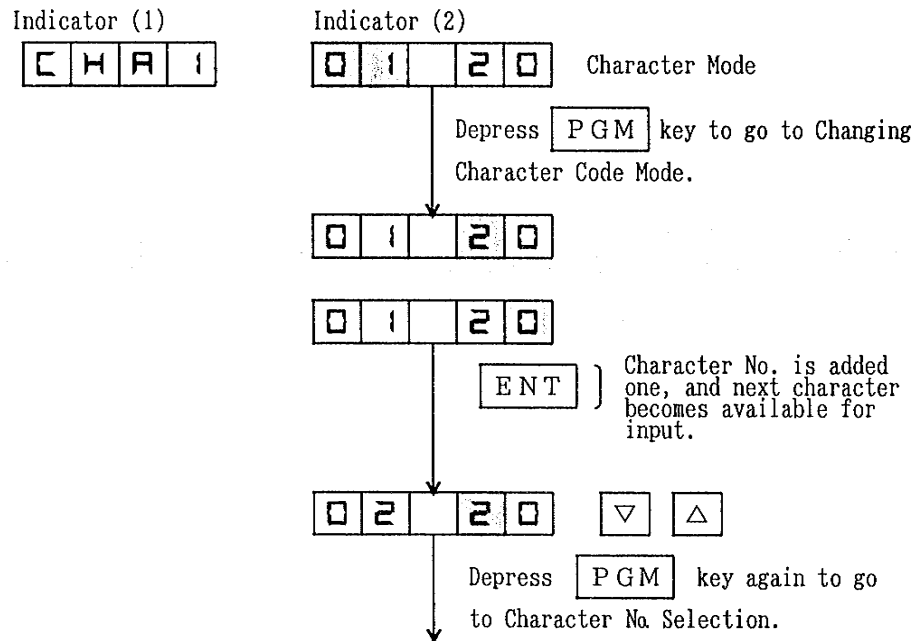 Indicator (1) Indicator (2)
CHA1 01 20 Character Mode
Depress PGM key to go to Changing
Character Code Mode.
01 20
01 20
ENT } Character No. is added
one, and next character
becomes available for
input.
02 20 ▽ △
Depress PGM key again to go
to Character No. Selection.